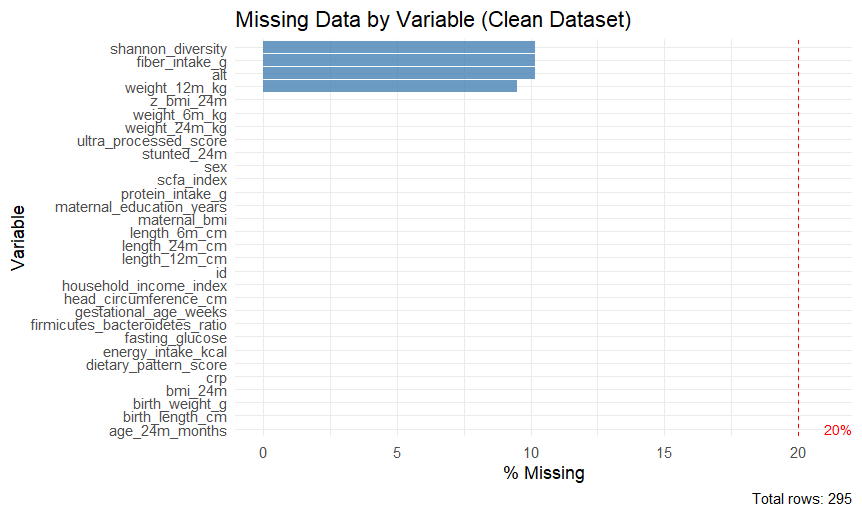 Missing Data by Variable (Clean Dataset)
Variable
shannon_diversity
fiber_intake_g
alt
weight_12m_kg
z_bmi_24m
weight_6m_kg
weight_24m_kg
ultra_processed_score
stunted_24m
sex
scfa_index
protein_intake_g
maternal_education_years
maternal_bmi
length_6m_cm
length_24m_cm
length_12m_cm
id
household_income_index
head_circumference_cm
gestational_age_weeks
firmicutes_bacteroidetes_ratio
fasting_glucose
energy_intake_kcal
dietary_pattern_score
crp
bmi_24m
birth_weight_g
birth_length_cm
age_24m_months
20%
0 5 10 15 20
% Missing
Total rows: 295